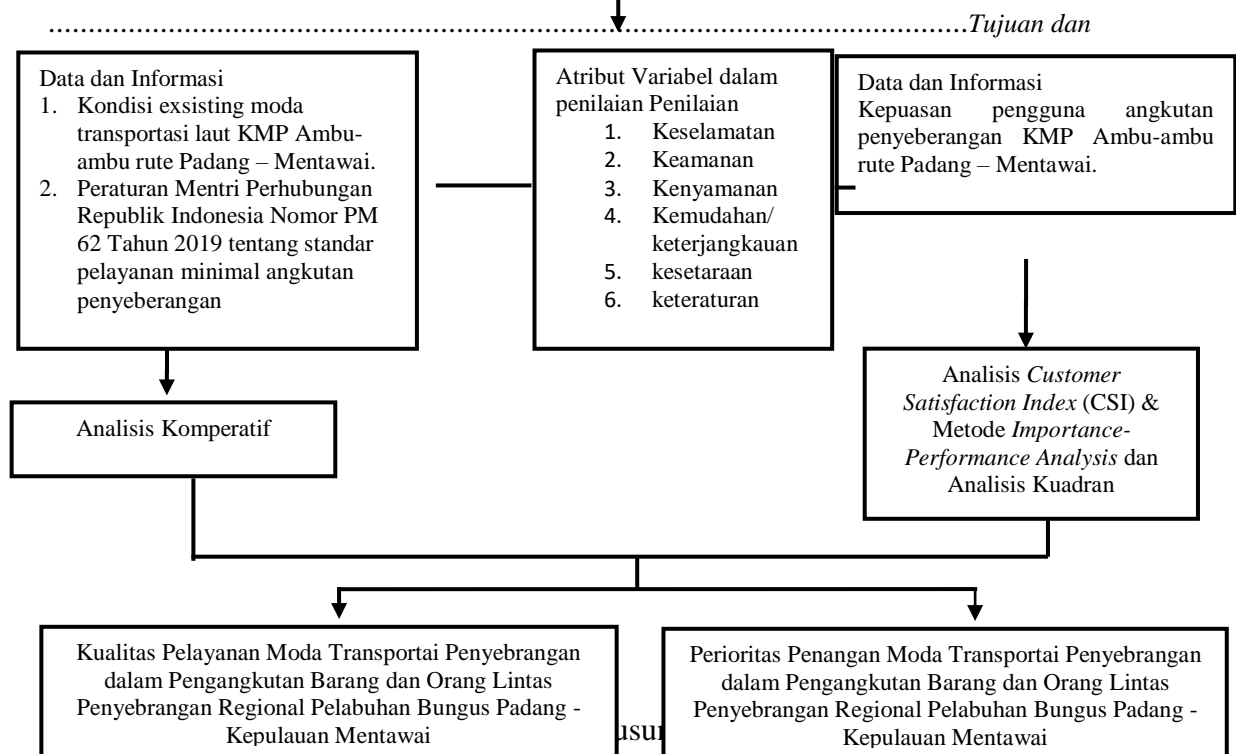 ……………………………………………………………………………………………………….Tujuan dan
Data dan Informasi
1. Kondisi exsisting moda
transportasi laut KMP Ambu-
ambu rute Padang – Mentawai.
2. Peraturan Mentri Perhubungan
Republik Indonesia Nomor PM
62 Tahun 2019 tentang standar
pelayanan minimal angkutan
penyeberangan
Atribut Variabel dalam
penilaian Penilaian
1. Keselamatan
2. Keamanan
3. Kenyamanan
4. Kemudahan/
keterjangkauan
5. kesetaraan
6. keteraturan
Data dan Informasi
Kepuasan pengguna angkutan
penyeberangan KMP Ambu-ambu
rute Padang – Mentawai.
Analisis Komperatif
Analisis Customer
Satisfaction Index (CSI) &
Metode Importance-
Performance Analysis dan
Analisis Kuadran
Kualitas Pelayanan Moda Transportai Penyebrangan
dalam Pengangkutan Barang dan Orang Lintas
Penyebrangan Regional Pelabuhan Bungus Padang -
Kepulauan Mentawai
Perioritas Penangan Moda Transportai Penyebrangan
dalam Pengangkutan Barang dan Orang Lintas
Penyebrangan Regional Pelabuhan Bungus Padang -
Kepulauan Mentawai